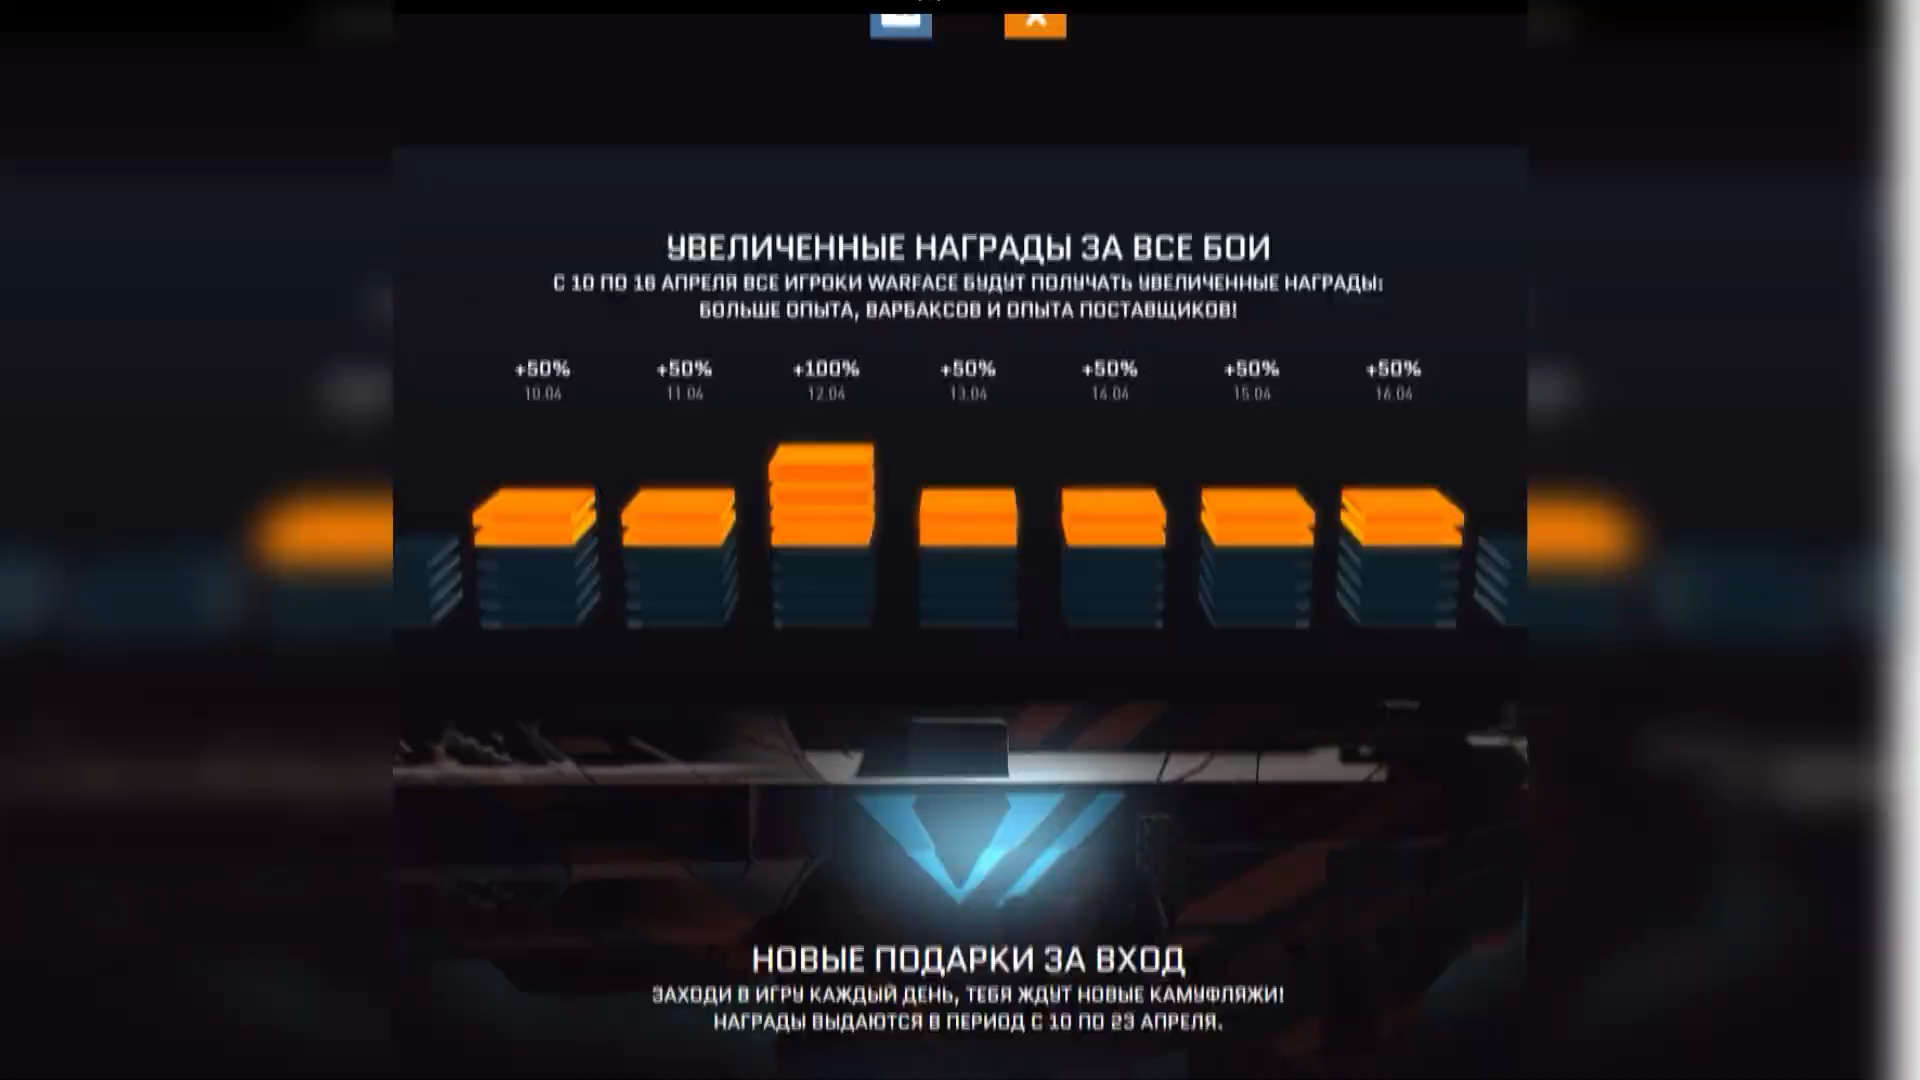 УВЕЛИЧЕННЫЕ НАГРАДЫ ЗА ВСЕ БОИ
С 10 ПО 16 АПРЕЛЯ ВСЕ ИГРОКИ WARFACE БУДУТ ПОЛУЧАТЬ УВЕЛИЧЕННЫЕ НАГРАДЫ:
БОЛЬШЕ ОПЫТА, ВАРБАКСОВ И ОПЫТА ПОСТАВЩИКОВ!
+50% +50% +100% +50% +50% +50% +50%
10.04 11.04 12.04 13.04 14.04 15.04 16.04
НОВЫЕ ПОДАРКИ ЗА ВХОД
ЗАХОДИ В ИГРУ КАЖДЫЙ ДЕНЬ, ТЕБЯ ЖДУТ НОВЫЕ КАМУФЛЯЖИ!
НАГРАДЫ ВЫДАЮТСЯ В ПЕРИОД С 10 ПО 23 АПРЕЛЯ.